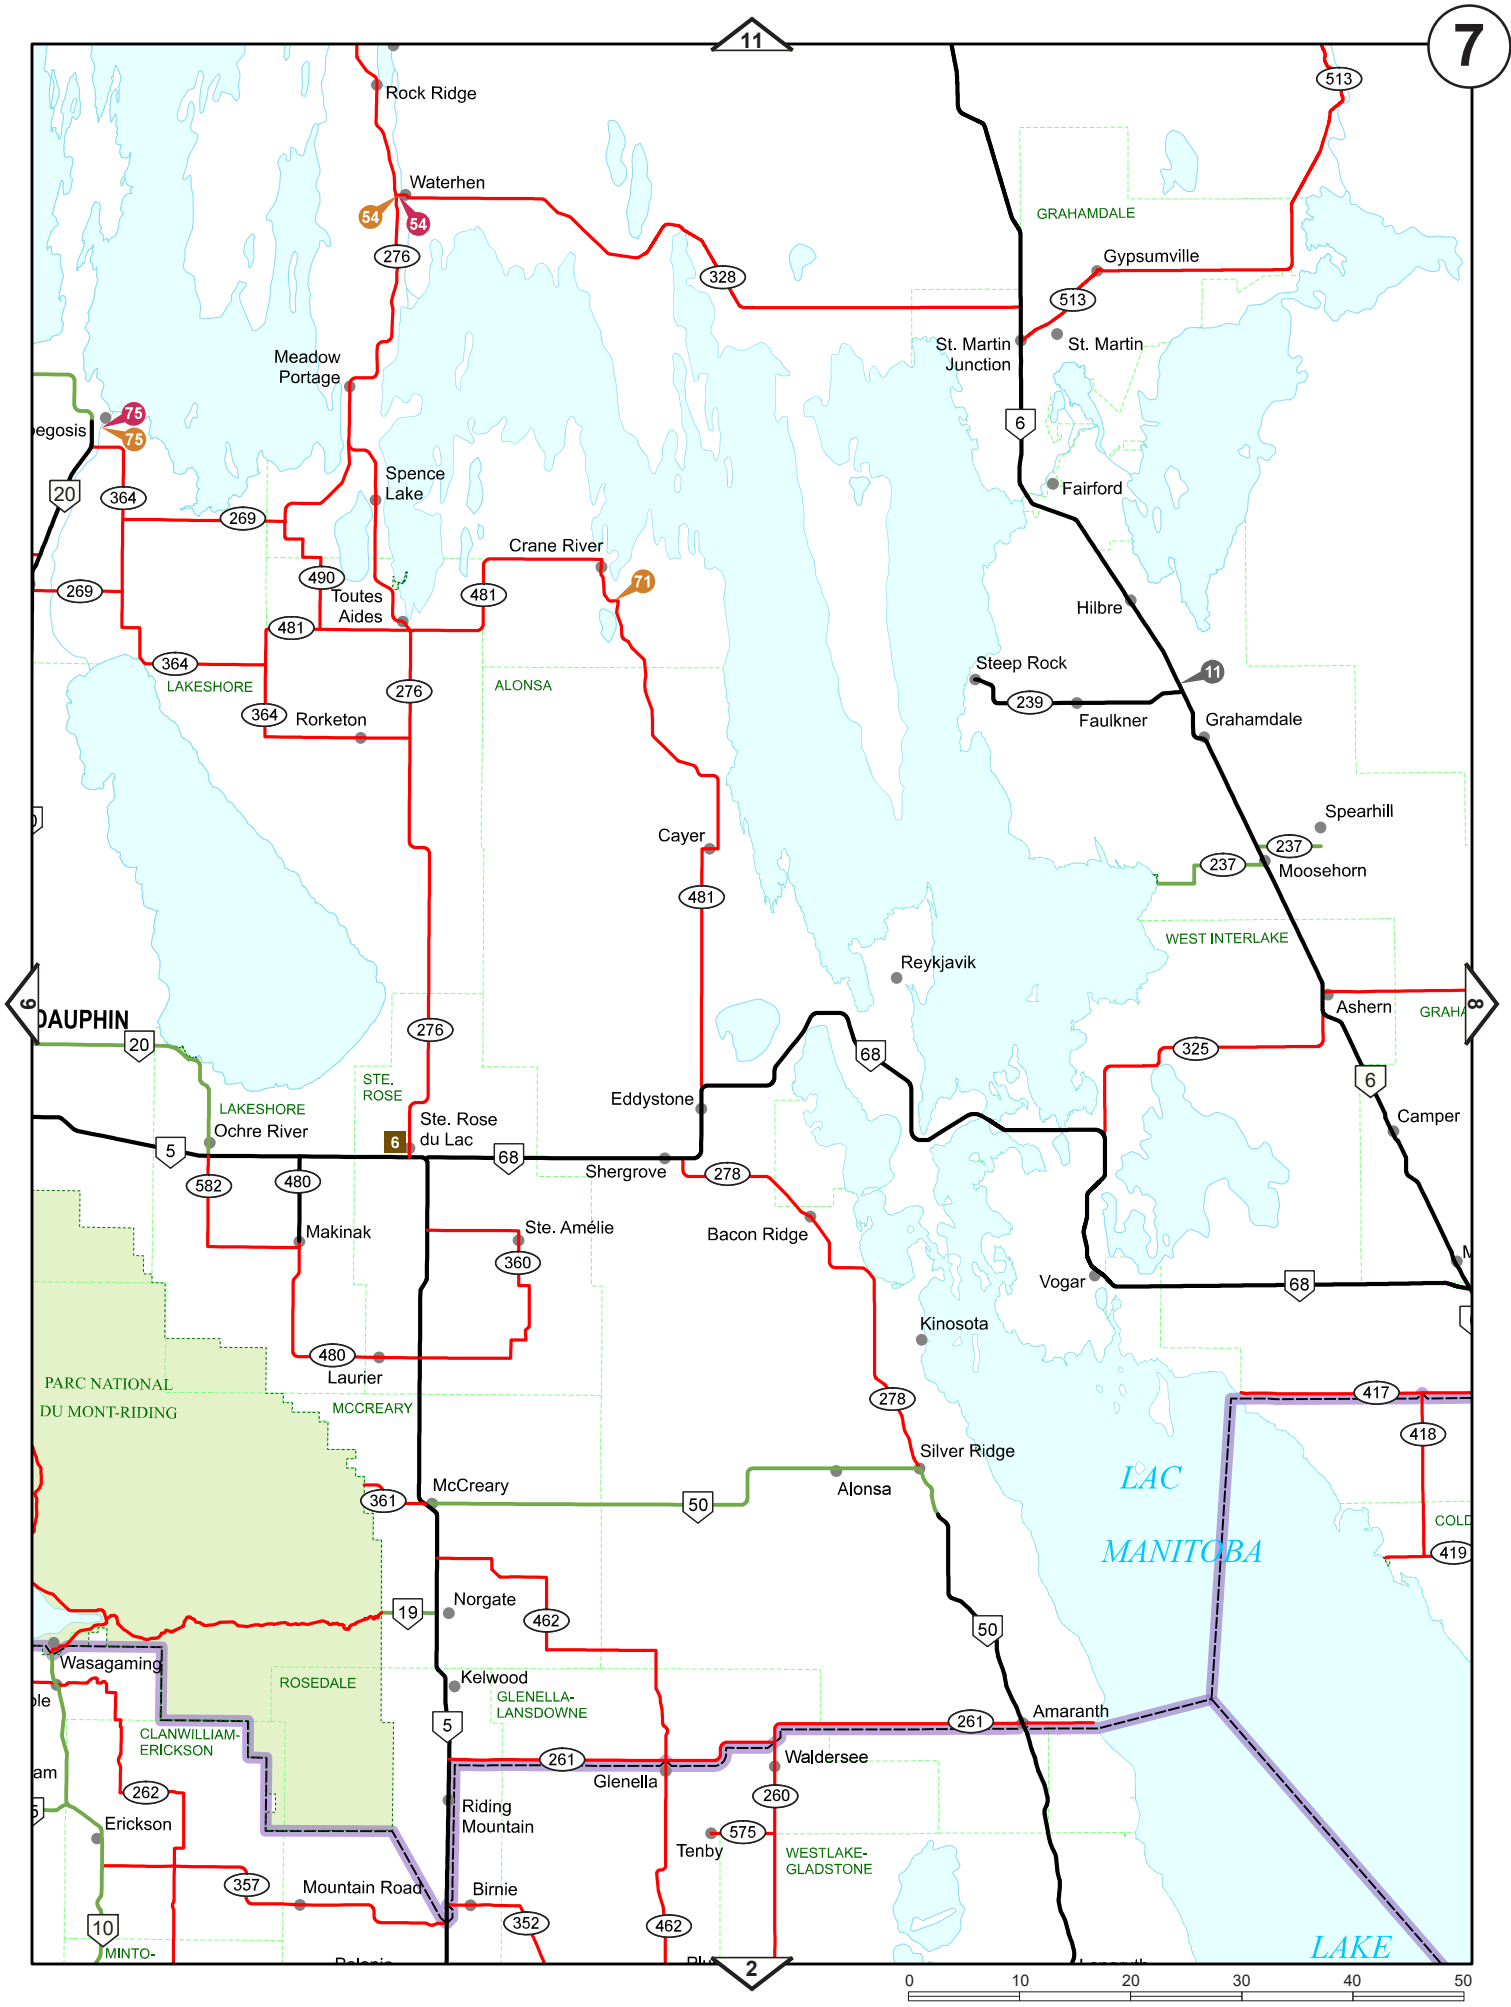 11
7
513
Rock Ridge
Waterhen
54
54
GRAHAMDALE
276
Gypsumville
328
513
St. Martin
Junction
St. Martin
Meadow
Portage
75
75
egosis
6
20
364
Spence
Lake
Fairford
269
Crane River
490
71
269
Toutes
Aides
481
481
Hilbre
364
Steep Rock
11
LAKESHORE
276
ALONSA
239
364
Rorketon
Faulkner
Grahamdale
Spearhill
Cayer
237
237
Moosehorn
481
WEST INTERLAKE
Reykjavik
9
8
Ashern
DAUPHIN
GRAHA
276
20
68
325
STE.
ROSE
6
Eddystone
LAKESHORE
Ochre River
Ste. Rose
du Lac
6
Camper
5
68
Shergrove
278
582
480
Makinak
Ste. Amélie
Bacon Ridge
360
M
Vogar
68
Kinosota
480
Laurier
PARC NATIONAL
DU MONT-RIDING
MCCREARY
278
417
418
Silver Ridge
LAC
McCreary
361
50
Alonsa
COLD
MANITOBA
419
19
Norgate
462
50
Wasagaming
ROSEDALE
Kelwood
GLENELLA-
LANSDOWNE
ble
Amaranth
5
261
CLANWILLIAM-
ERICKSON
261
Waldersee
Glenella
am
262
260
5
Riding
Mountain
Erickson
Tenby
575
WESTLAKE-
GLADSTONE
357
Mountain Road
Birnie
352
462
10
MINTO-
LAKE
2
0
10
20
30
40
50